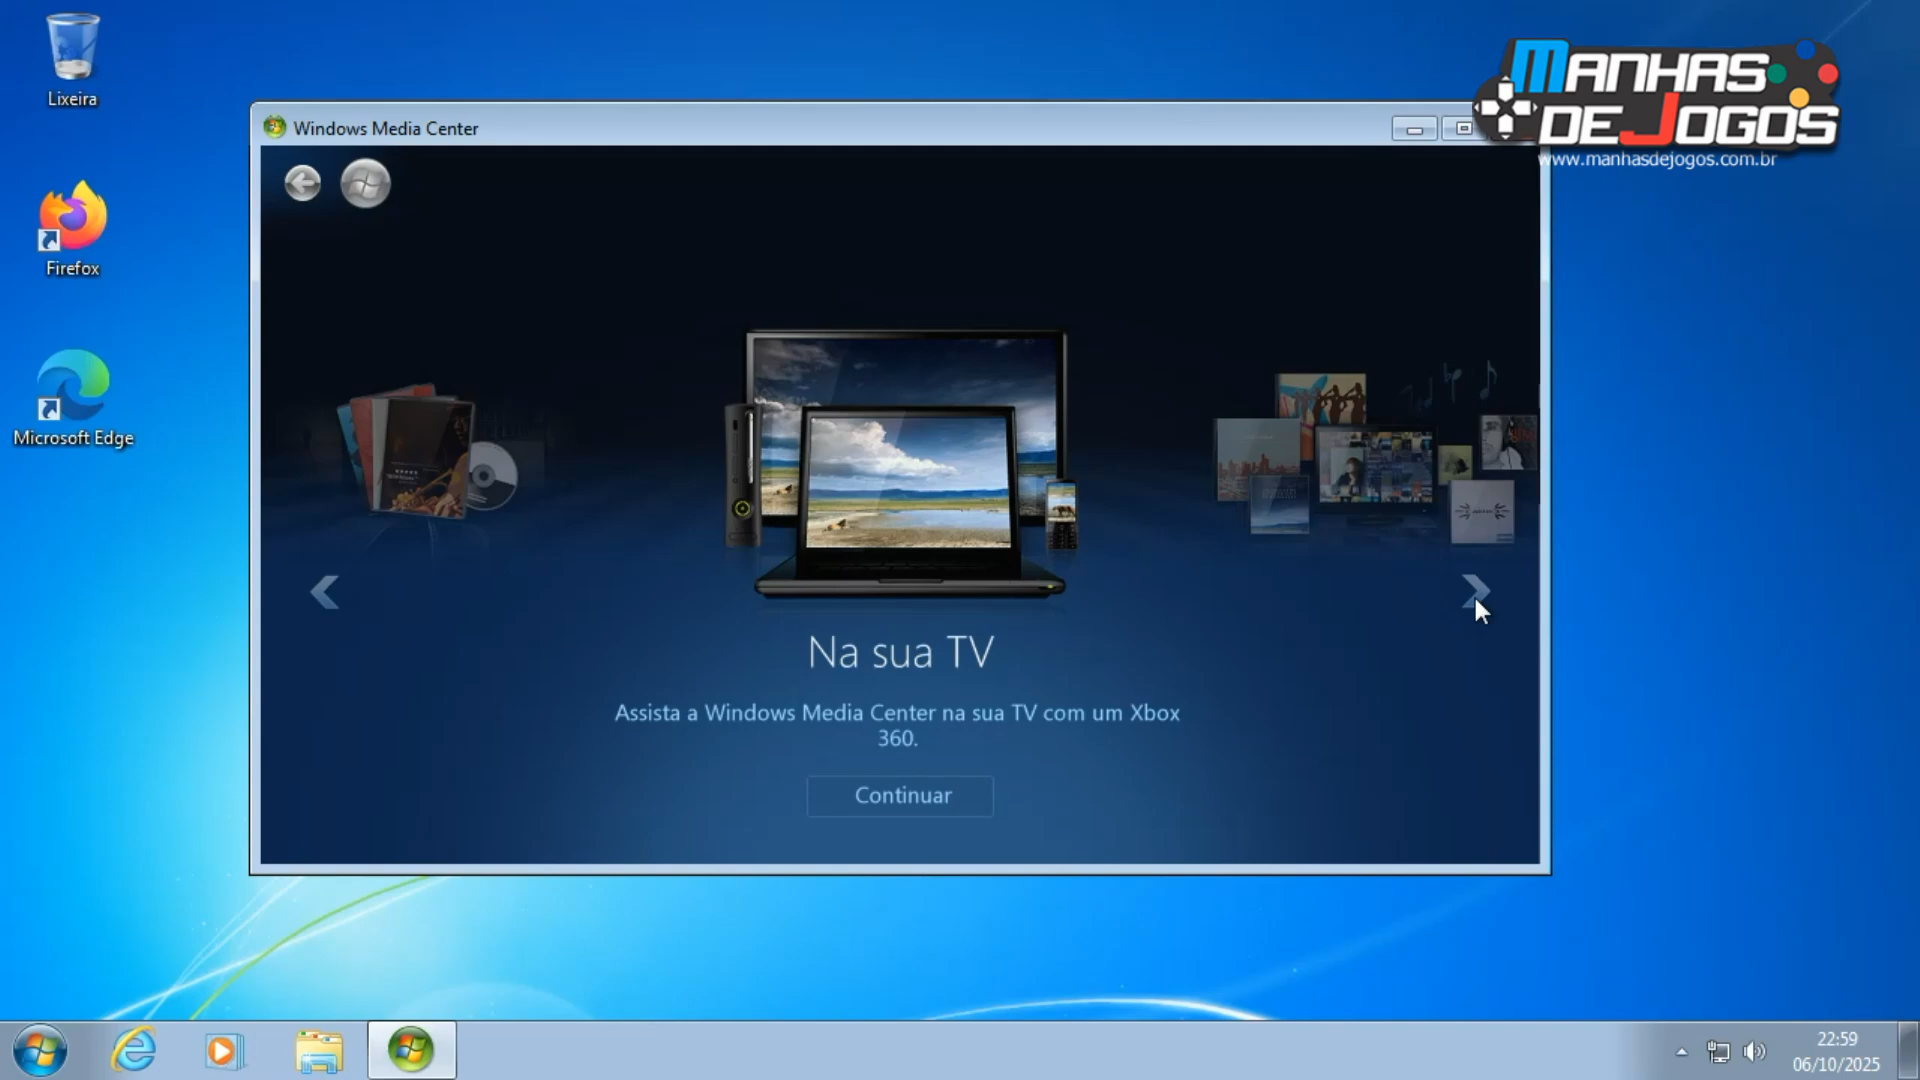 Lixeira
MANHAS
DE JOGOS
www.manhasdejogos.com.br
Windows Media Center
Firefox
Microsoft Edge
Na sua TV
Assista a Windows Media Center na sua TV com um Xbox
360.
Continuar
22:59
06/10/2025